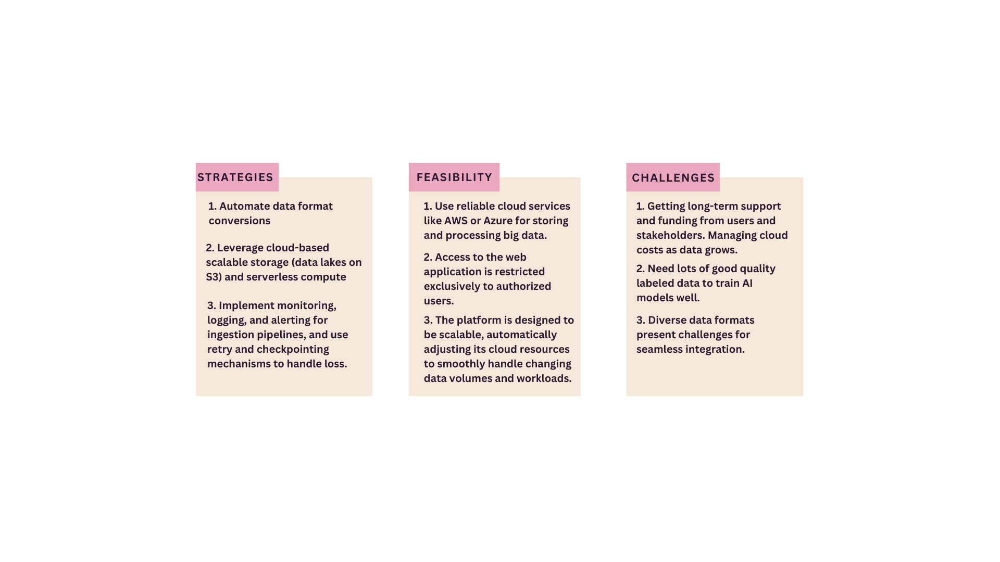 STRATEGIES
1. Automate data format
conversions
2. Leverage cloud-based
scalable storage (data lakes on
S3) and serverless compute
3. Implement monitoring,
logging, and alerting for
ingestion pipelines, and use
retry and checkpointing
mechanisms to handle loss.
FEASIBILITY
1. Use reliable cloud services
like AWS or Azure for storing
and processing big data.
2. Access to the web
application is restricted
exclusively to authorized
users.
3. The platform is designed to
be scalable, automatically
adjusting its cloud resources
to smoothly handle changing
data volumes and workloads.
CHALLENGES
1. Getting long-term support
and funding from users and
stakeholders. Managing cloud
costs as data grows.
2. Need lots of good quality
labeled data to train AI
models well.
3. Diverse data formats
present challenges for
seamless integration.